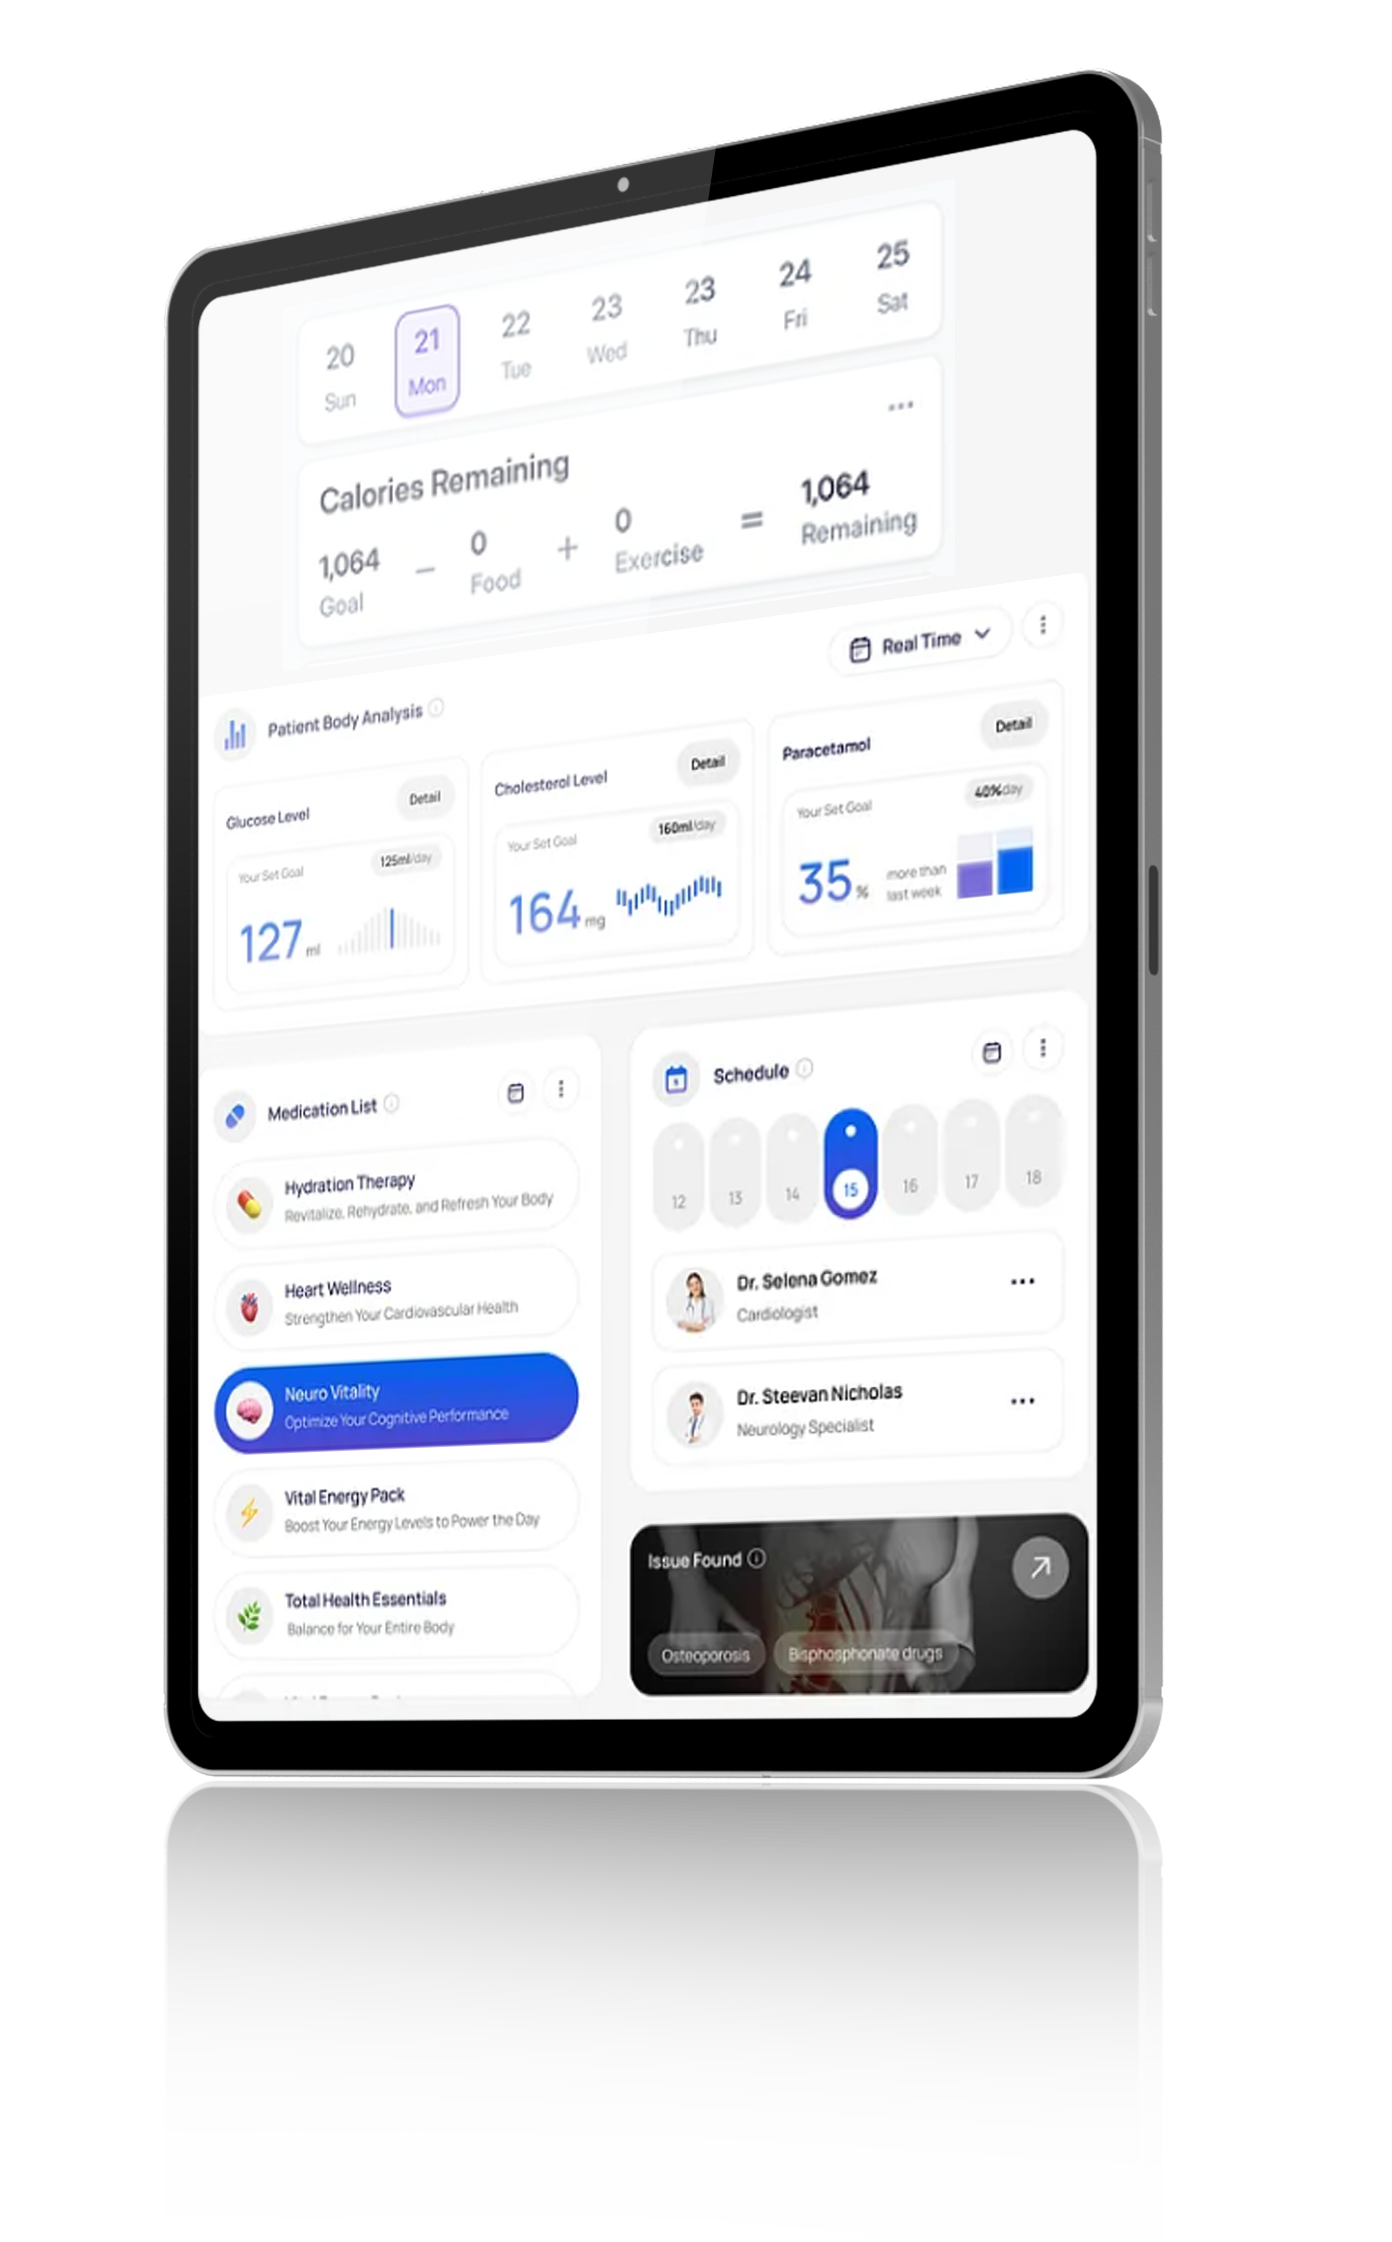 20 21 22 23 23 24 25
Sun Mon Tue Wed Thu Fri Sat
Calories Remaining
1,064 – 0 + 0 = 1,064
Goal Food Exercise Remaining
Real Time
Patient Body Analysis
Glucose Level Detail
Your Set Goal 125ml/day
127 ml
Cholesterol Level Detail
Your Set Goal 160ml/day
164 mg
Paracetamol Detail
Your Set Goal 40%/day
35 % more than
last week
Medication List
Hydration Therapy
Revitalize, Rehydrate, and Refresh Your Body
Heart Wellness
Strengthen Your Cardiovascular Health
Neuro Vitality
Optimize Your Cognitive Performance
Vital Energy Pack
Boost Your Energy Levels to Power the Day
Total Health Essentials
Balance for Your Entire Body
Schedule
12 13 14 15 16 17 18
Dr. Selena Gomez
Cardiologist
Dr. Steevan Nicholas
Neurology Specialist
Issue Found
Osteoporosis Bisphosphonate drugs